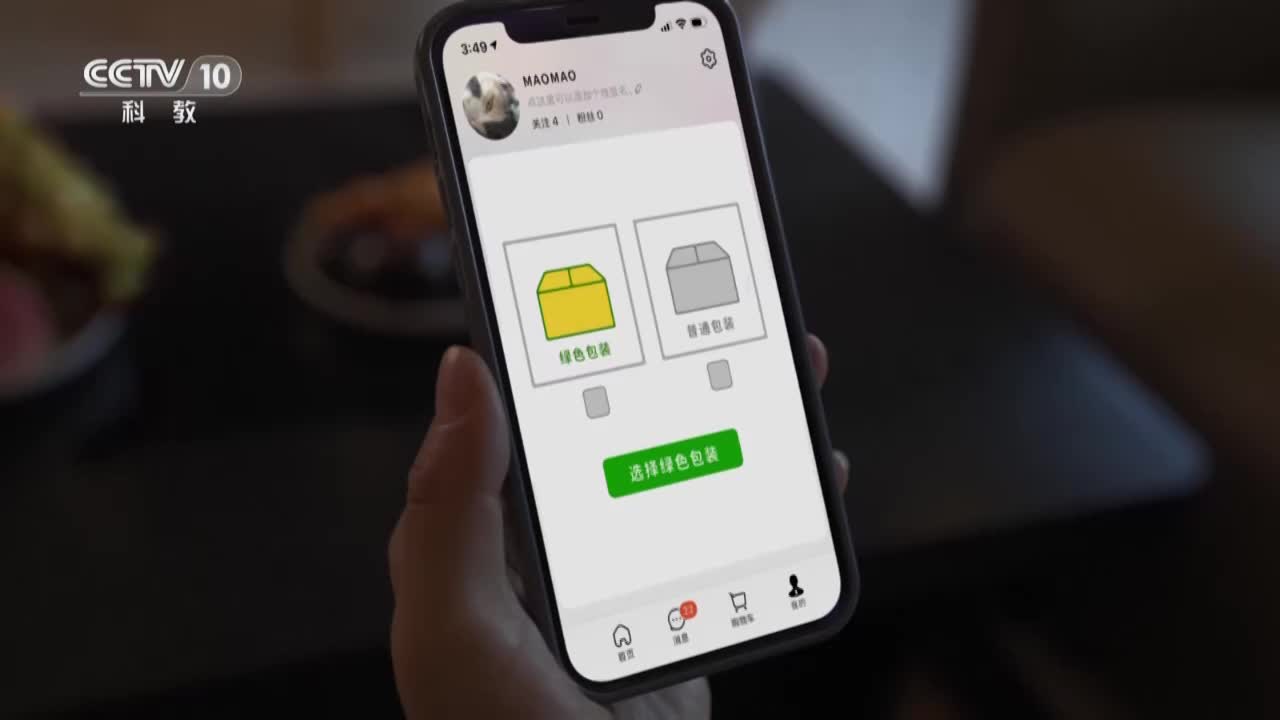 CCTV 10
科教
3:49
MAOMAO
点这里可以添加个性签名。
关注 4 | 粉丝 0
绿色包装
普通包装
选择绿色包装
首页
消息
22
购物车
我的